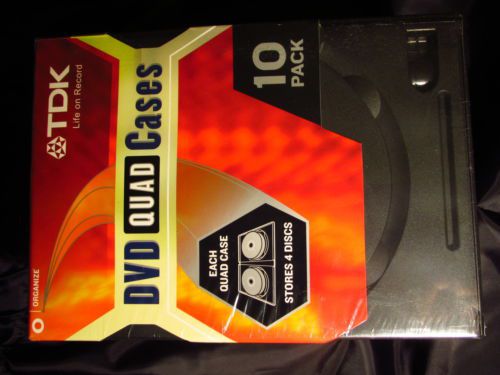 TDK
Life on Record
DVD QUAD Cases
10
PACK
EACH
QUAD CASE
STORES 4 DISCS
ORGANIZE